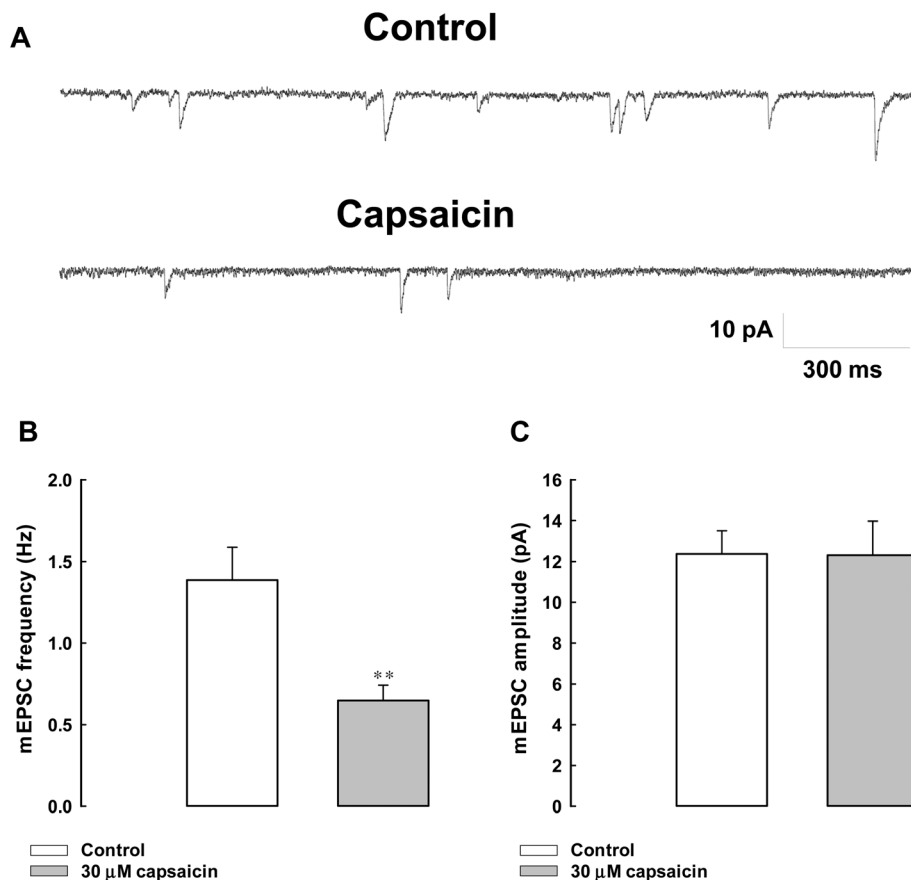 A
Control
Capsaicin
10 pA
300 ms
B
mEPSC frequency (Hz)
2.0
1.5
1.0
0.5
0.0
**
Control
30 μM capsaicin
C
mEPSC amplitude (pA)
16
14
12
10
8
6
4
2
0
Control
30 μM capsaicin